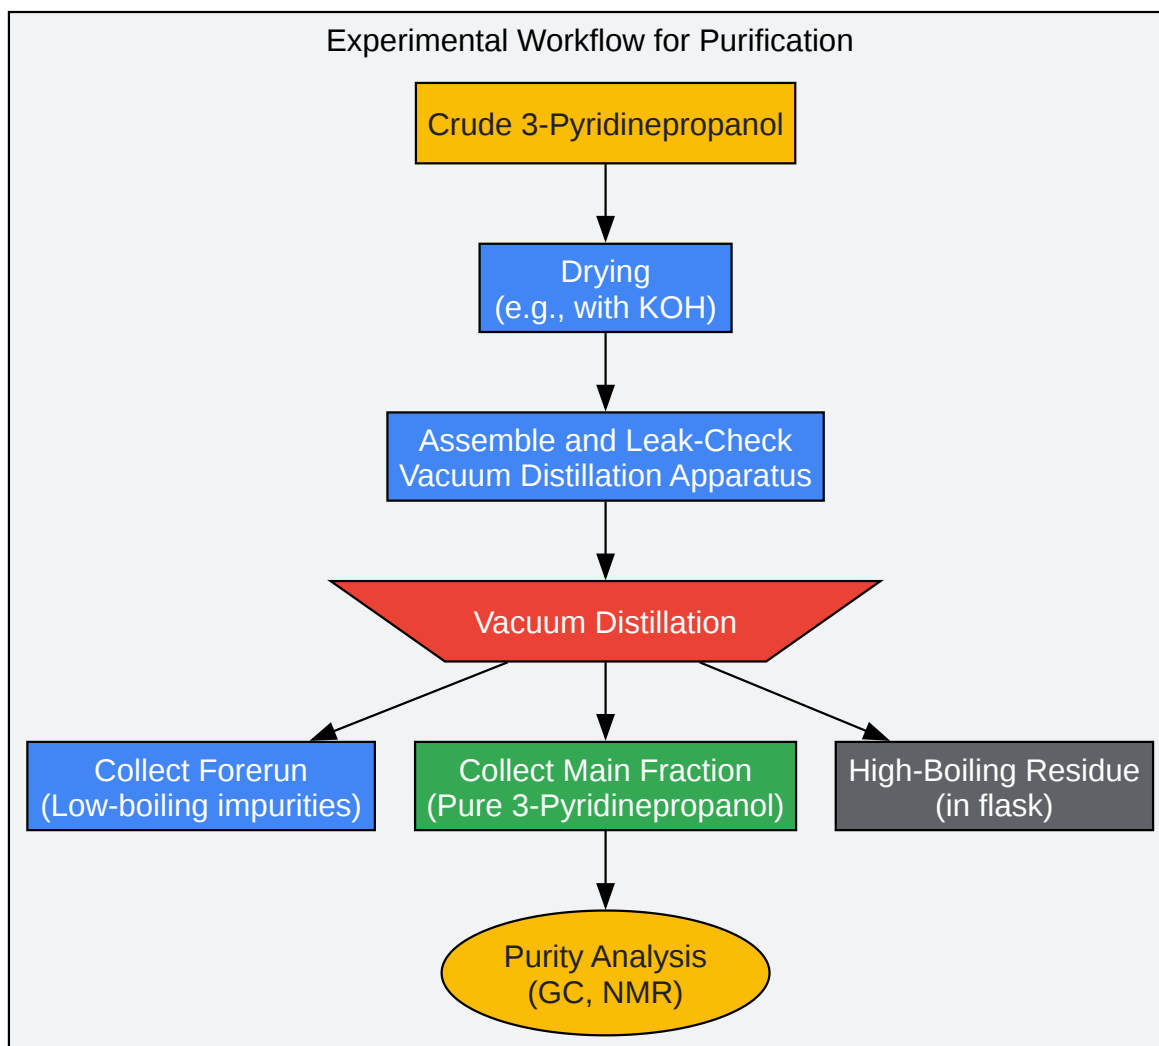 Experimental Workflow for Purification
Crude 3-Pyridinepropanol
Drying
(e.g., with KOH)
Assemble and Leak-Check
Vacuum Distillation Apparatus
Vacuum Distillation
Collect Forerun
(Low-boiling impurities)
Collect Main Fraction
(Pure 3-Pyridinepropanol)
High-Boiling Residue
(in flask)
Purity Analysis
(GC, NMR)